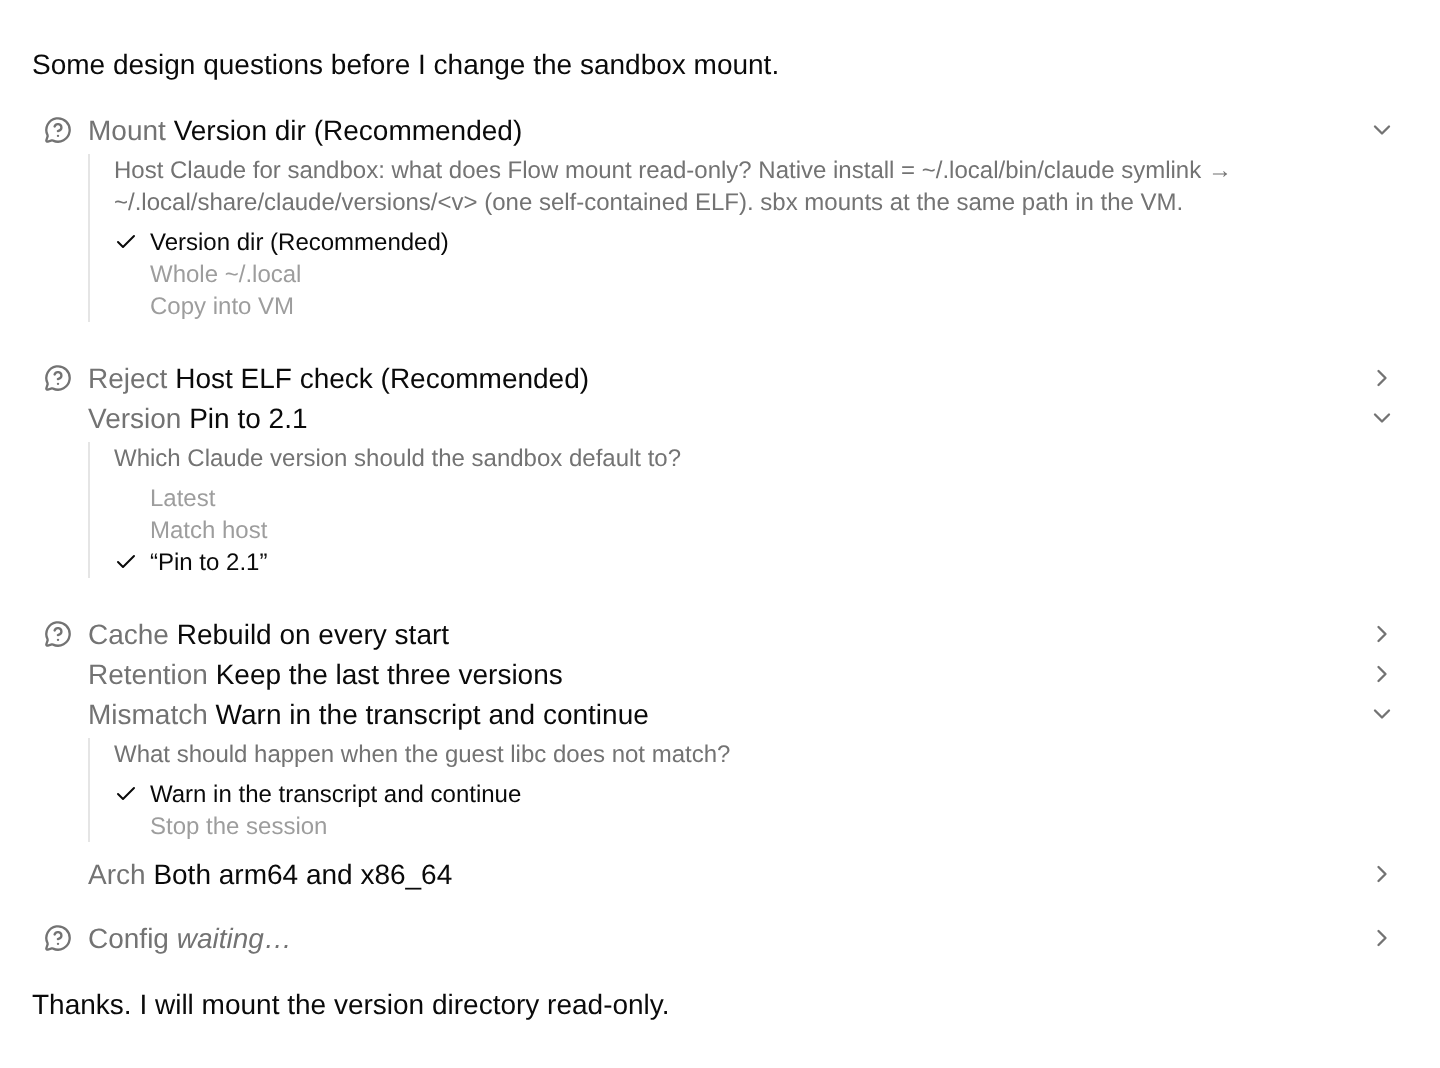 Some design questions before I change the sandbox mount.
Mount Version dir (Recommended)
Host Claude for sandbox: what does Flow mount read-only? Native install = ~/.local/bin/claude symlink →
~/.local/share/claude/versions/<v> (one self-contained ELF). sbx mounts at the same path in the VM.
Version dir (Recommended)
Whole ~/.local
Copy into VM
Reject Host ELF check (Recommended)
Version Pin to 2.1
Which Claude version should the sandbox default to?
Latest
Match host
“Pin to 2.1”
Cache Rebuild on every start
Retention Keep the last three versions
Mismatch Warn in the transcript and continue
What should happen when the guest libc does not match?
Warn in the transcript and continue
Stop the session
Arch Both arm64 and x86_64
Config waiting…
Thanks. I will mount the version directory read-only.